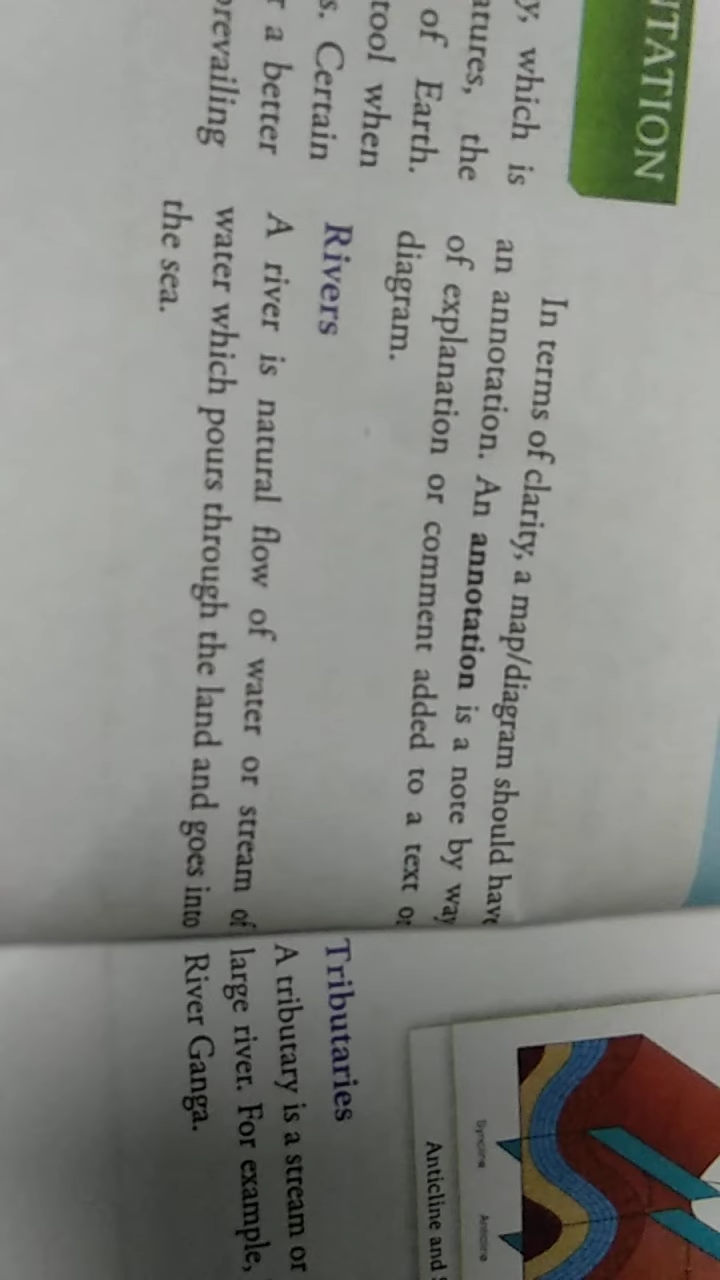 TATION
y, which is
atures, the
of Earth.
tool when
s. Certain
r a better
prevailing
In terms of clarity, a map/diagram should have
an annotation. An annotation is a note by way
of explanation or comment added to a text or
diagram.
Rivers
A river is natural flow of water or stream of
water which pours through the land and goes into
the sea.
Syncline
Anticline
Anticline and
Tributaries
A tributary is a stream or
large river. For example,
River Ganga.